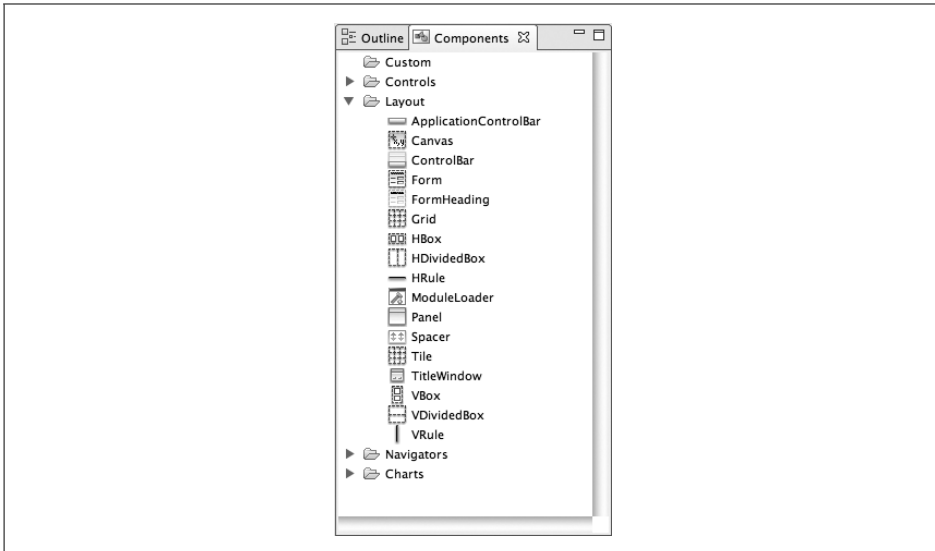 Outline Components
Custom
Controls
Layout
ApplicationControlBar
Canvas
ControlBar
Form
FormHeading
Grid
HBox
HDividedBox
HRule
ModuleLoader
Panel
Spacer
Tile
TitleWindow
VBox
VDividedBox
VRule
Navigators
Charts